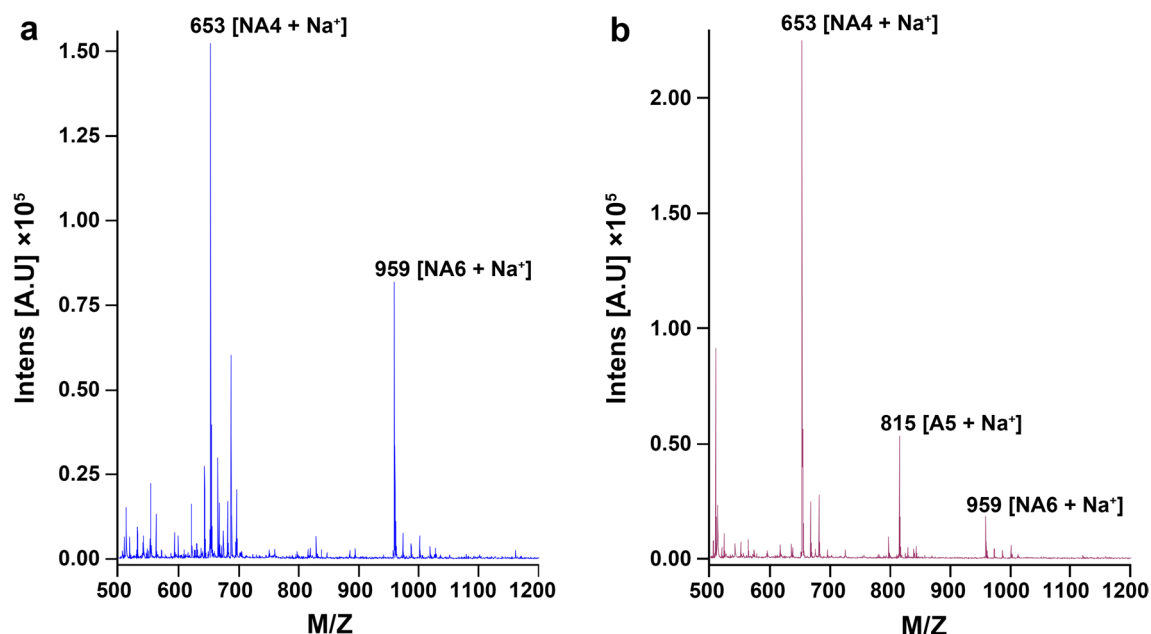 a
653 [NA4 + Na⁺]
959 [NA6 + Na⁺]
Intens [A.U] ×10⁵
1.50
1.25
1.00
0.75
0.50
0.25
0.00
500 600 700 800 900 1000 1100 1200
M/Z
b
653 [NA4 + Na⁺]
815 [A5 + Na⁺]
959 [NA6 + Na⁺]
Intens [A.U] ×10⁵
2.00
1.50
1.00
0.50
0.00
500 600 700 800 900 1000 1100 1200
M/Z